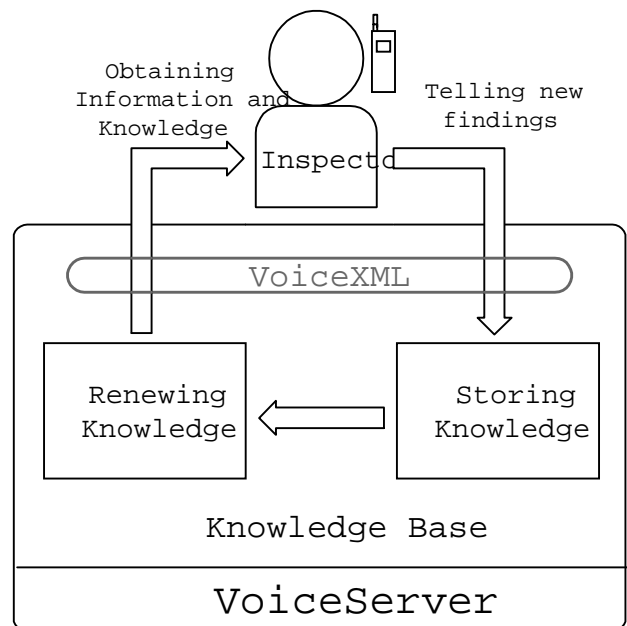 Obtaining
Information and
Knowledge
Telling new
findings
Inspecto
VoiceXML
Renewing
Knowledge
Storing
Knowledge
Knowledge Base
VoiceServer